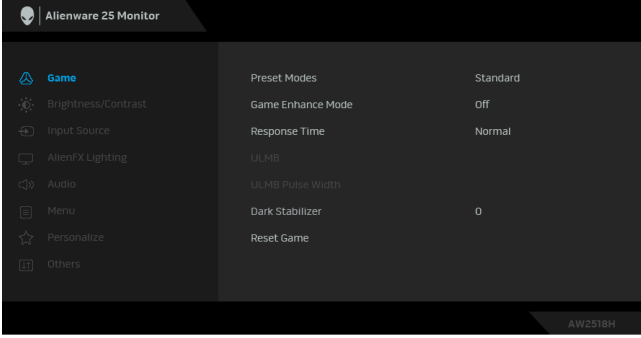 Alienware 25 Monitor
Game
Preset Modes Standard
Brightness/Contrast
Game Enhance Mode Off
Input Source
Response Time Normal
AlienFX Lighting
ULMB
Audio
ULMB Pulse Width
Menu
Dark Stabilizer 0
Personalize
Reset Game
Others
AW2518H